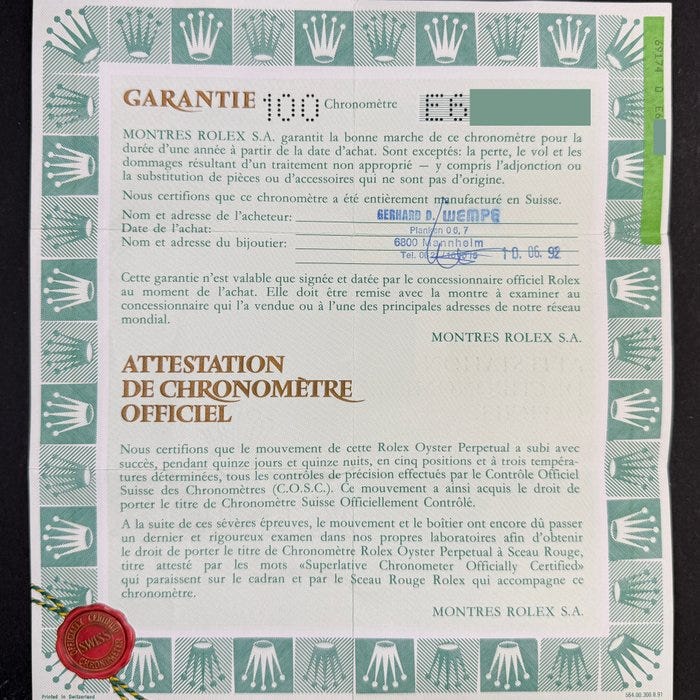 GARANTIE 100 Chronomètre E6
69174 0 E6
MONTRES ROLEX S.A. garantit la bonne marche de ce chronomètre pour la
durée d'une année à partir de la date d'achat. Sont exceptés: la perte, le vol et les
dommages résultant d'un traitement non approprié — y compris l'adjonction ou
la substitution de pièces ou d'accessoires qui ne sont pas d'origine.
Nous certifions que ce chronomètre a été entièrement manufacturé en Suisse.
Nom et adresse de l'acheteur:
Date de l'achat:
Nom et adresse du bijoutier:
GERHARD D. WEMPE
Planken 06, 7
6800 Mannheim
Tel.
10. 06. 92
Cette garantie n'est valable que signée et datée par le concessionnaire officiel Rolex
au moment de l'achat. Elle doit être remise avec la montre à examiner au
concessionnaire qui l'a vendue ou à l'une des principales adresses de notre réseau
mondial.
MONTRES ROLEX S.A.
ATTESTATION
DE CHRONOMÈTRE
OFFICIEL
Nous certifions que le mouvement de cette Rolex Oyster Perpetual a subi avec
succès, pendant quinze jours et quinze nuits, en cinq positions et à trois tempéra-
tures déterminées, tous les contrôles de précision effectués par le Contrôle Officiel
Suisse des Chronomètres (C.O.S.C.). Ce mouvement a ainsi acquis le droit de
porter le titre de Chronomètre Suisse Officiellement Contrôlé.
A la suite de ces sévères épreuves, le mouvement et le boîtier ont encore dû passer
un dernier et rigoureux examen dans nos propres laboratoires afin d'obtenir
le droit de porter le titre de Chronomètre Rolex Oyster Perpetual à Sceau Rouge,
titre attesté par les mots «Superlative Chronometer Officially Certified»
qui paraissent sur le cadran et par le Sceau Rouge Rolex qui accompagne ce
chronomètre.
MONTRES ROLEX S.A.
OFFICIALLY CERTIFIED
SWISS
CHRONOMETER
Printed in Switzerland
564.00.300.8.91